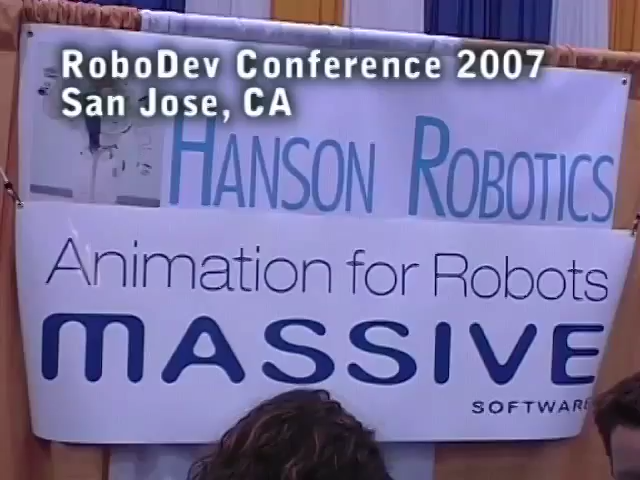 RoboDev Conference 2007
San Jose, CA
HANSON ROBOTICS
Animation for Robots
MASSIVE
SOFTWARE